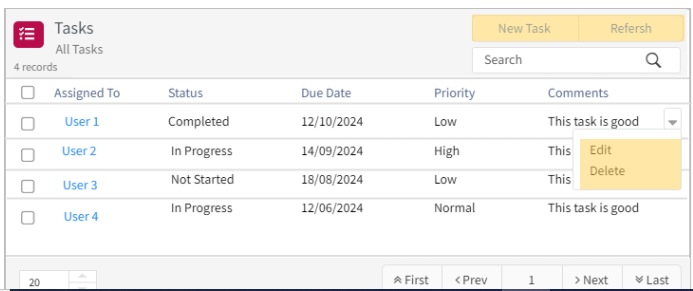 Tasks
New Task Refersh
All Tasks
4 records
Search
Assigned To Status Due Date Priority Comments
User 1 Completed 12/10/2024 Low This task is good
User 2 In Progress 14/09/2024 High This
Edit
User 3 Not Started 18/08/2024 Low This
Delete
User 4 In Progress 12/06/2024 Normal This task is good
20 First Prev 1 Next Last